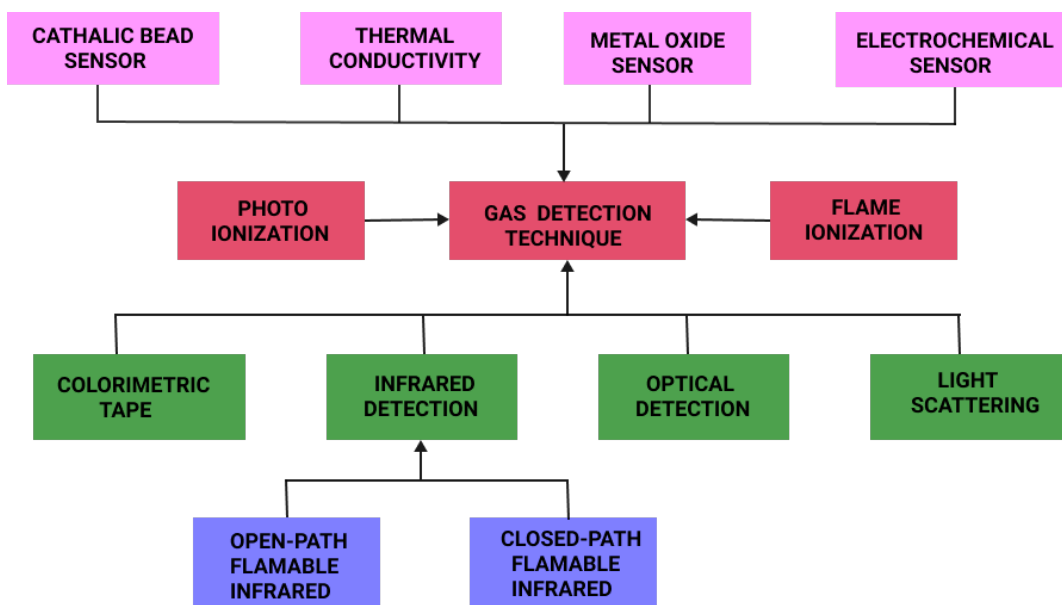 CATHALIC BEAD
SENSOR
THERMAL
CONDUCTIVITY
METAL OXIDE
SENSOR
ELECTROCHEMICAL
SENSOR
PHOTO
IONIZATION
GAS DETECTION
TECHNIQUE
FLAME
IONIZATION
COLORIMETRIC
TAPE
INFRARED
DETECTION
OPTICAL
DETECTION
LIGHT
SCATTERING
OPEN-PATH
FLAMABLE
INFRARED
CLOSED-PATH
FLAMABLE
INFRARED